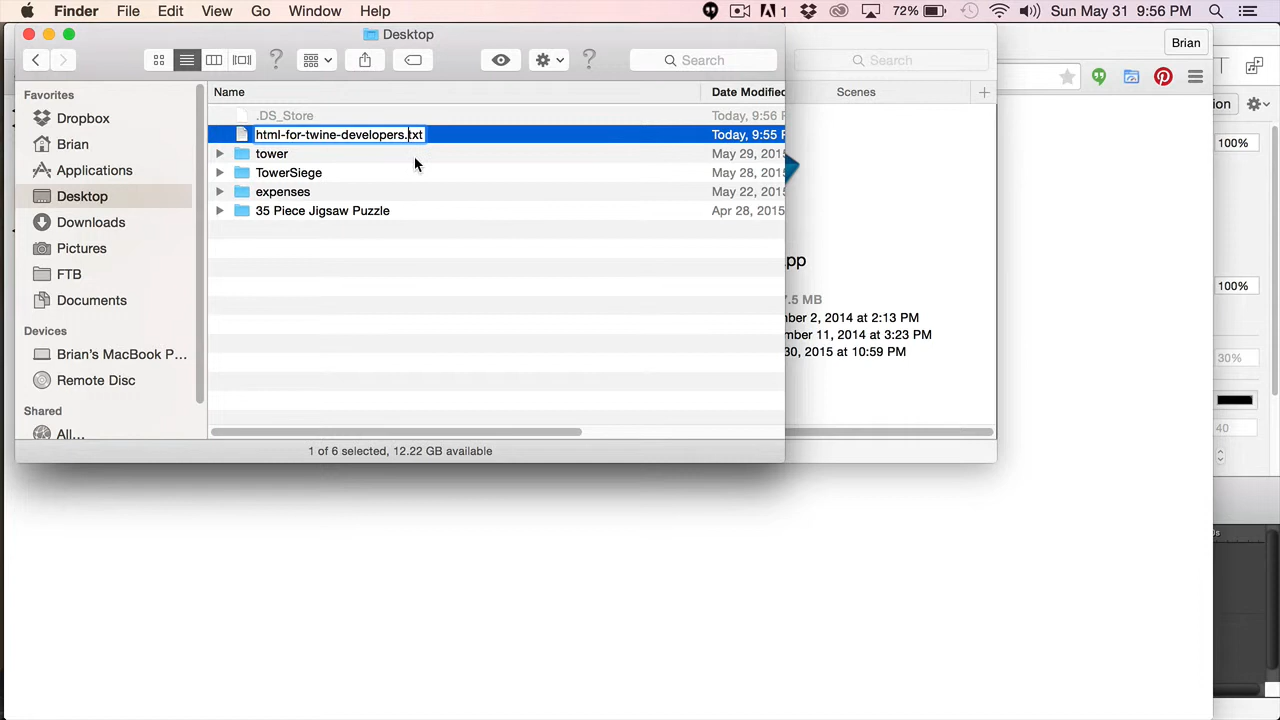 Finder File Edit View Go Window Help 1 72% Sun May 31 9:56 PM
Desktop
Brian
Search
Search
Name Date Modified
Scenes
Favorites
Dropbox
Brian
Applications
Desktop
Downloads
Pictures
FTB
Documents
Devices
Brian's MacBook P...
Remote Disc
Shared
All...
.DS_Store Today, 9:56 P
html-for-twine-developers.txt Today, 9:55 P
tower May 29, 2015
TowerSiege May 28, 2015
expenses May 22, 2015
35 Piece Jigsaw Puzzle Apr 28, 2015
1 of 6 selected, 12.22 GB available
pp
7.5 MB
ber 2, 2014 at 2:13 PM
mber 11, 2014 at 3:23 PM
30, 2015 at 10:59 PM
ion
100%
100%
30%
40